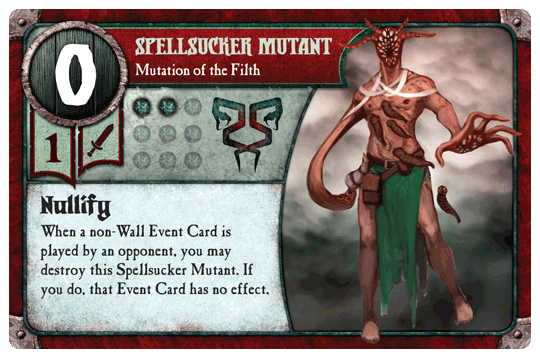 0
SPELLSUCKER MUTANT
Mutation of the Filth
1
Nullify
When a non-Wall Event Card is
played by an opponent, you may
destroy this Spellsucker Mutant. If
you do, that Event Card has no effect.